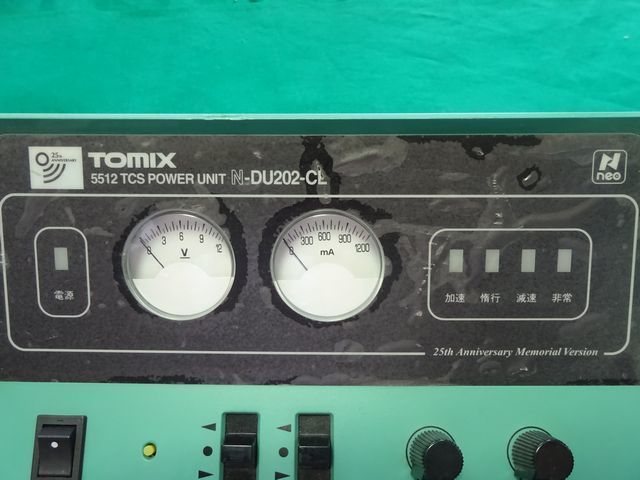 25th ANNIVERSARY
TOMIX
5512 TCS POWER UNIT N-DU202-CL
N neo
0 3 6 9 12
V
0 300 600 900 1200
mA
電源
加速 惰行 減速 非常
25th Anniversary Memorial Version